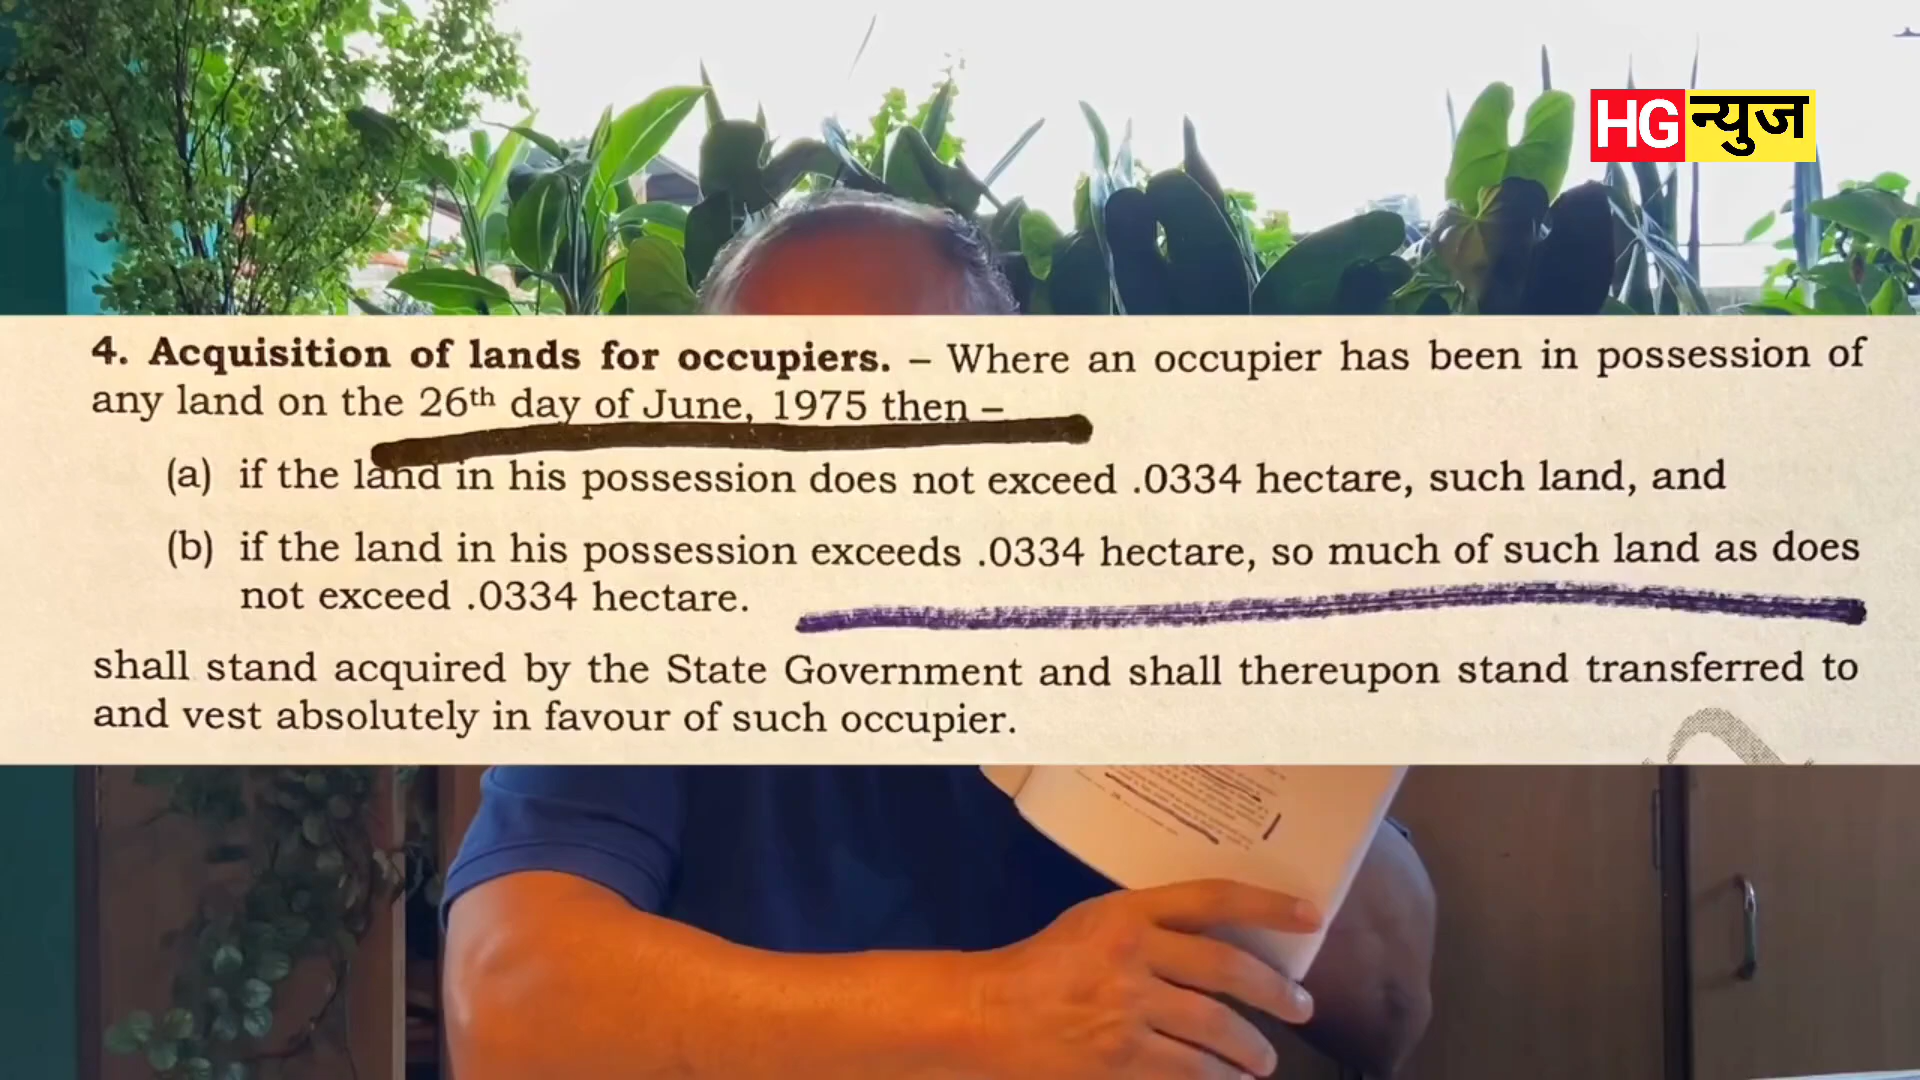 HG न्युज
4. Acquisition of lands for occupiers. – Where an occupier has been in possession of
any land on the 26th day of June, 1975 then –
(a) if the land in his possession does not exceed .0334 hectare, such land, and
(b) if the land in his possession exceeds .0334 hectare, so much of such land as does
not exceed .0334 hectare.
shall stand acquired by the State Government and shall thereupon stand transferred to
and vest absolutely in favour of such occupier.